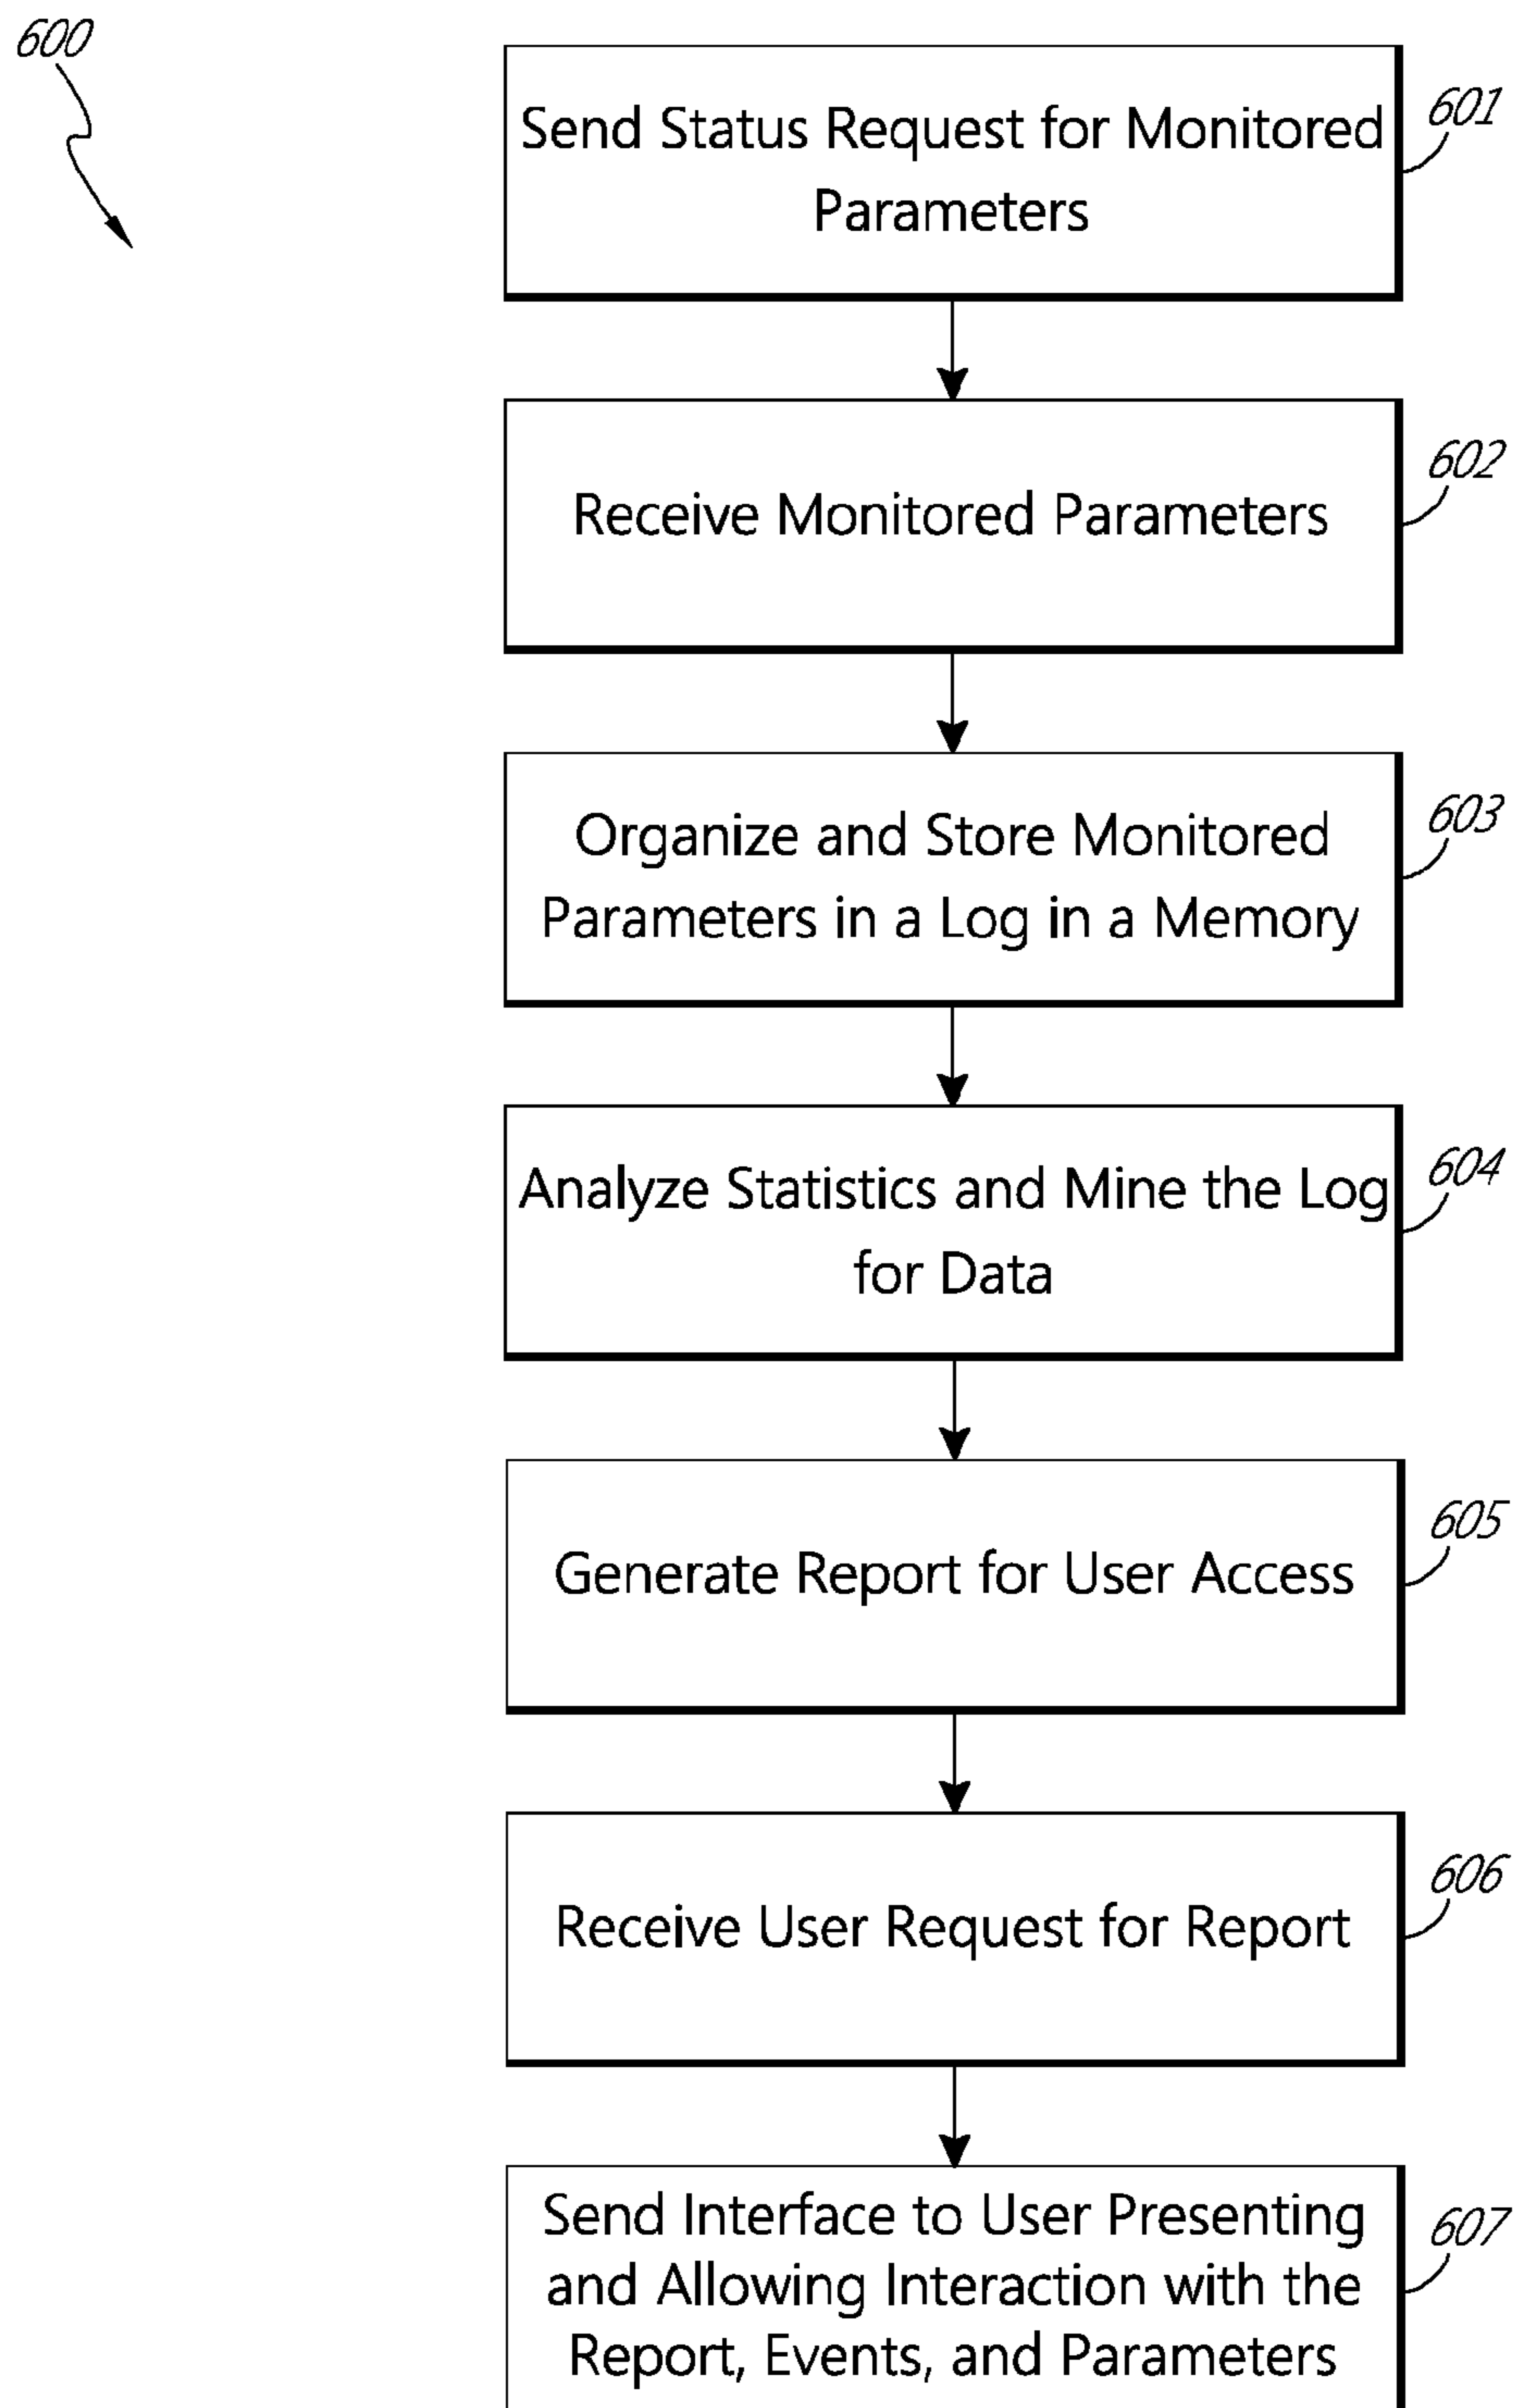 600
Send Status Request for Monitored
Parameters
601
Receive Monitored Parameters
602
Organize and Store Monitored
Parameters in a Log in a Memory
603
Analyze Statistics and Mine the Log
for Data
604
Generate Report for User Access
605
Receive User Request for Report
606
Send Interface to User Presenting
and Allowing Interaction with the
Report, Events, and Parameters
607